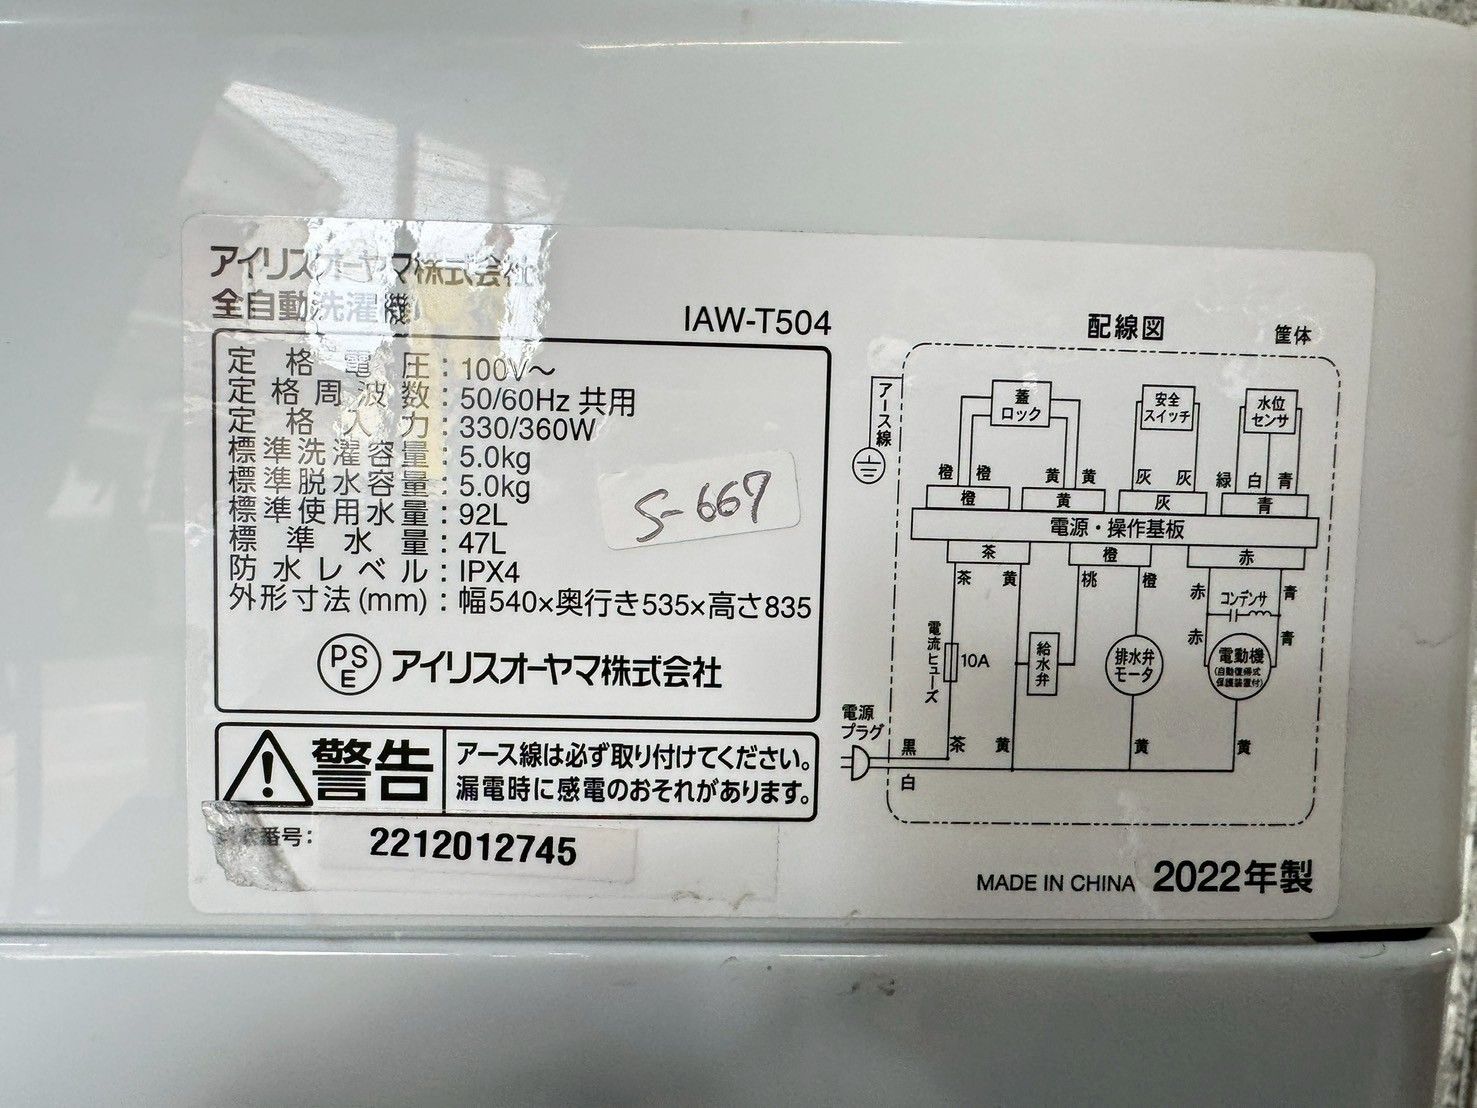 アイリスオーヤマ株式会社
全自動洗濯機
IAW-T504
定格電圧：100V～
定格周波数：50/60Hz 共用
定格入力：330/360W
標準洗濯容量：5.0kg
標準脱水容量：5.0kg
標準使用水量：92L
標準水量：47L
防水レベル：IPX4
外形寸法(mm)：幅540×奥行き535×高さ835
S-667
PSE アイリスオーヤマ株式会社
警告
アース線は必ず取り付けてください。
漏電時に感電のおそれがあります。
番号：
2212012745
配線図
筐体
アース線
蓋ロック
安全スイッチ
水位センサ
橙 橙 黄 黄 灰 灰 緑 白 青
橙 黄 灰 青
電源・操作基板
茶 橙 赤
茶 黄 桃 橙 赤 青
コンデンサ
赤 青
電流ヒューズ
10A
給水弁
排水弁モータ
電動機
(自動復帰式
保護装置付)
電源プラグ
黒 茶 黄 黄 黄
白
MADE IN CHINA 2022年製